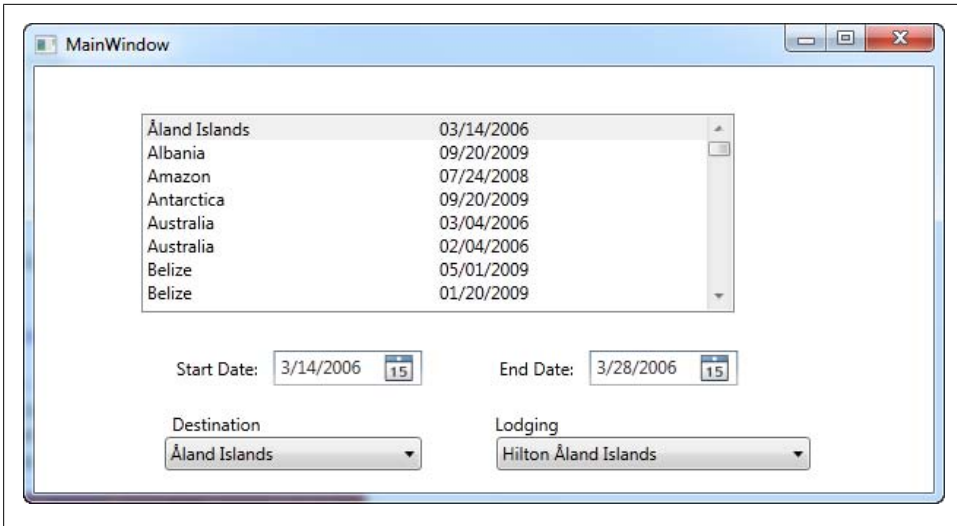 MainWindow
Åland Islands 03/14/2006
Albania 09/20/2009
Amazon 07/24/2008
Antarctica 09/20/2009
Australia 03/04/2006
Australia 02/04/2006
Belize 05/01/2009
Belize 01/20/2009
Start Date: 3/14/2006 15 End Date: 3/28/2006 15
Destination Lodging
Åland Islands Hilton Åland Islands